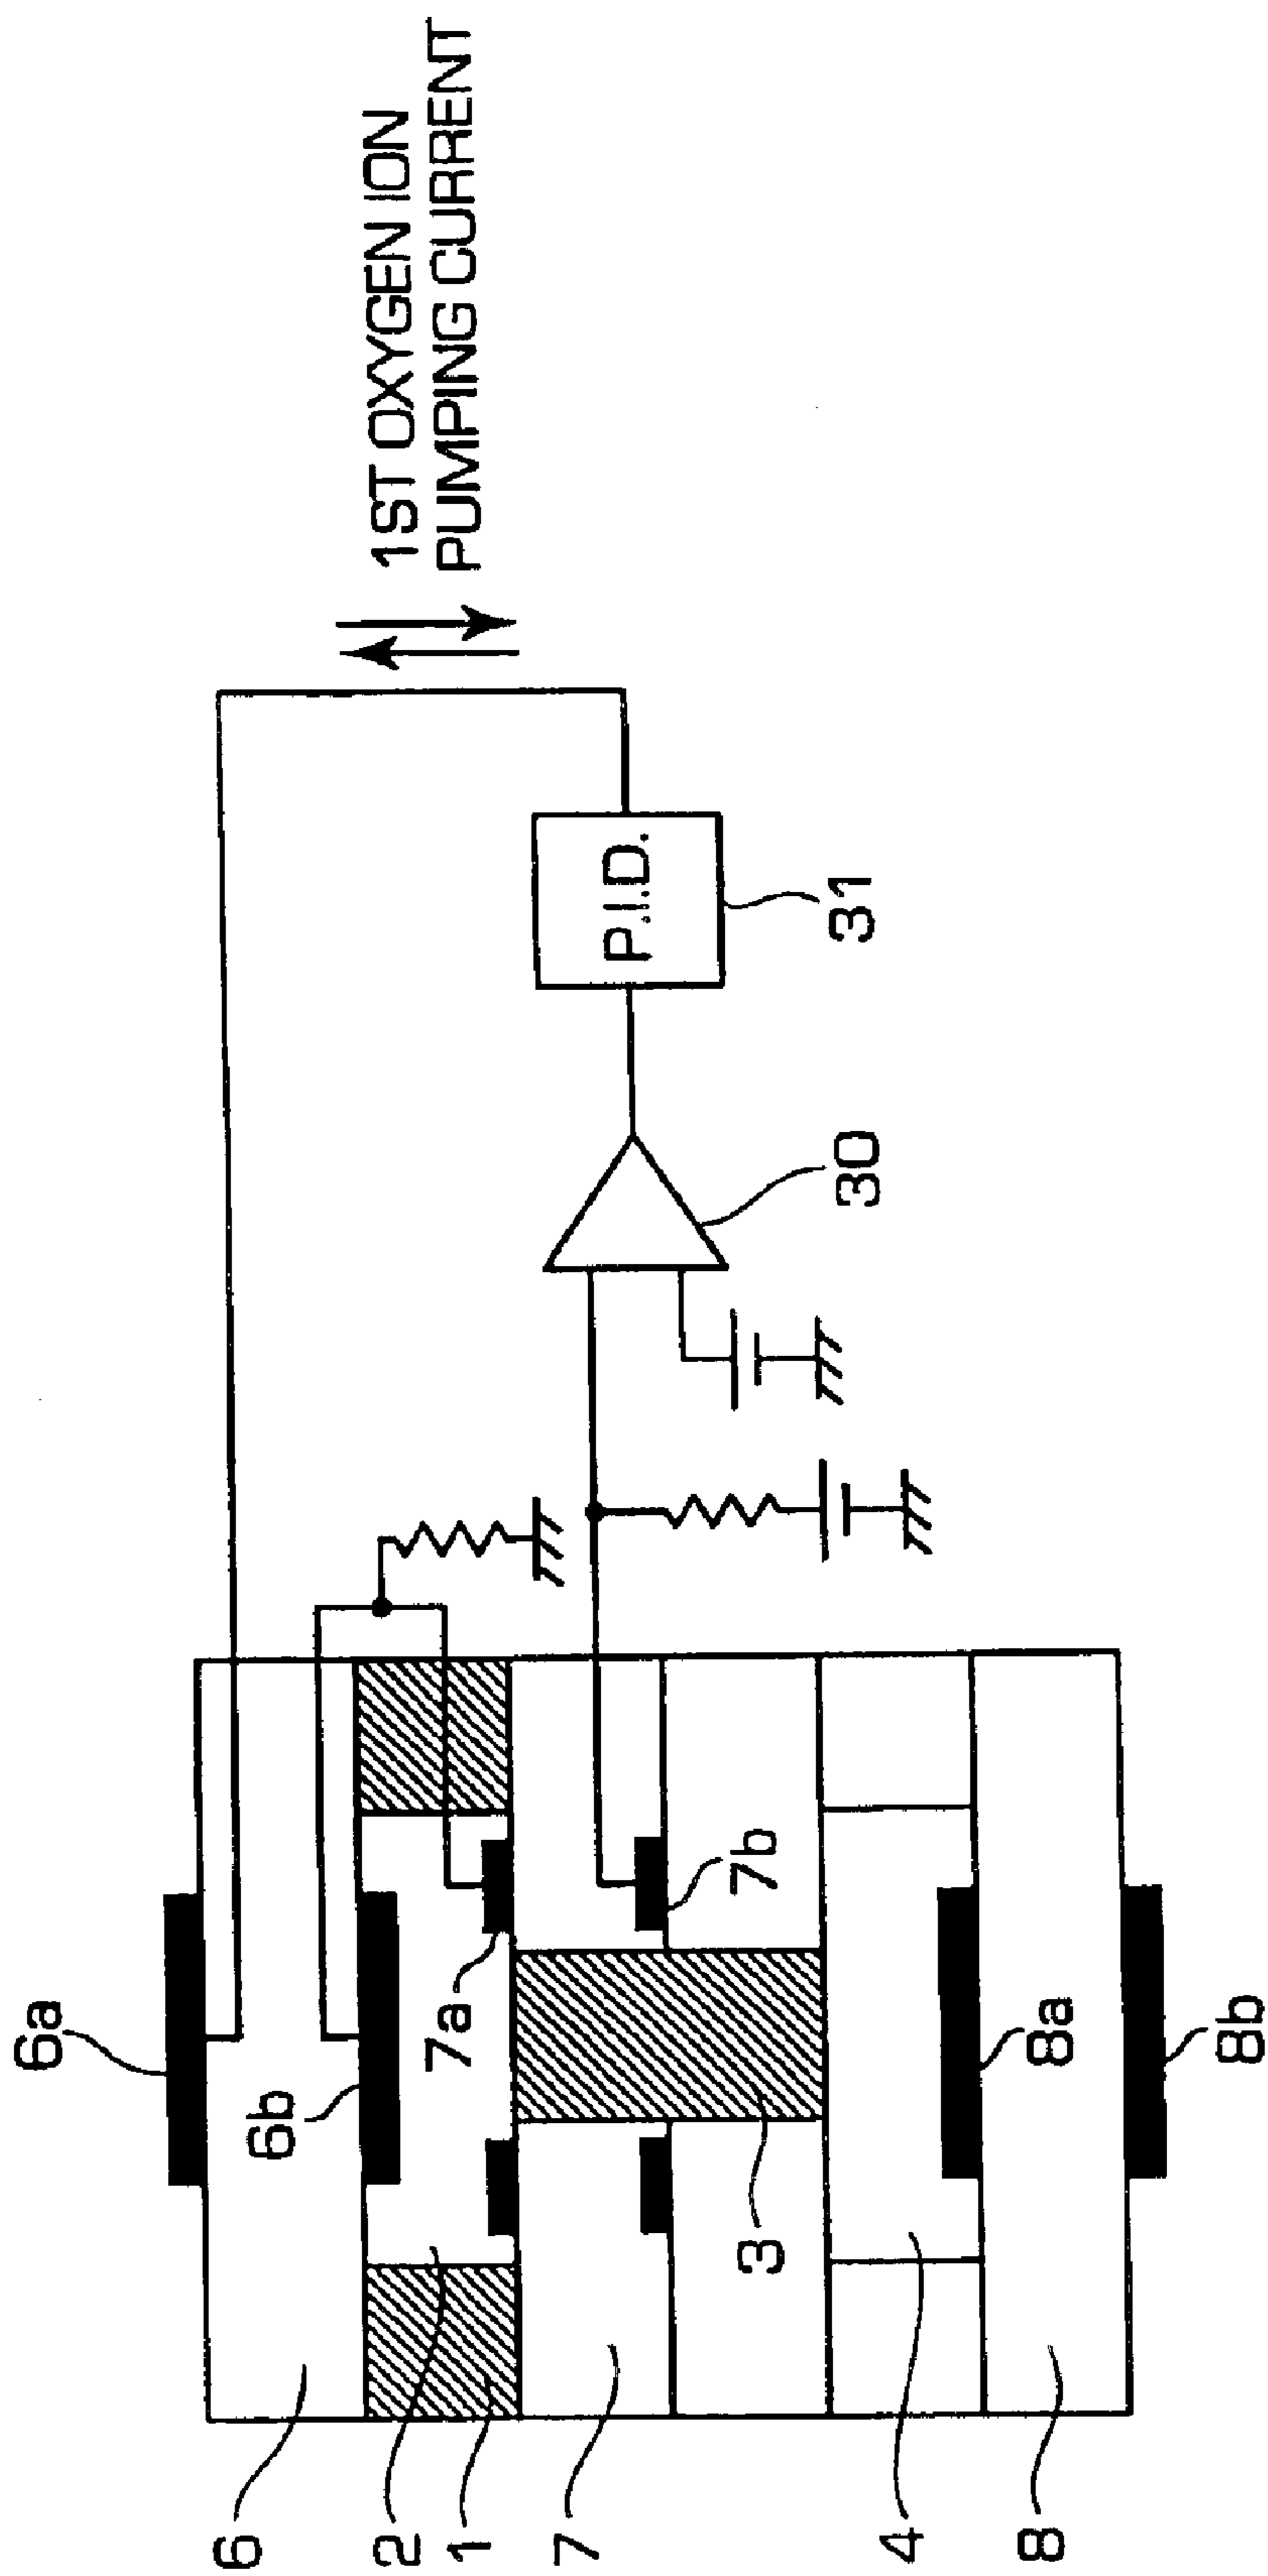 1ST OXYGEN ION
PUMPING CURRENT
6a
6b
7a
7b
8a
8b
P.I.D.
31
30
3
6
2
1
7
4
8